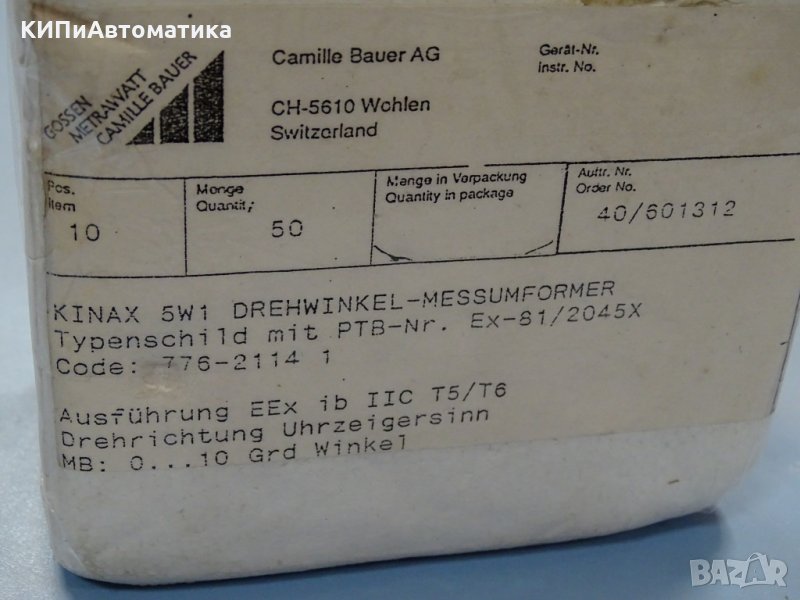 КИПиАвтоматика
GOSSEN
METRAWATT
CAMILLE BAUER
Camille Bauer AG
CH-5610 Wohlen
Switzerland
Gerät-Nr.
Instr. No.
Pos.
Item
10
Menge
Quantity
50
Menge in Verpackung
Quantity in package
Auftr. Nr.
Order No.
40/601312
KINAX 5W1 DREHWINKEL-MESSUMFORMER
Typenschild mit PTB-Nr. Ex-81/2045X
Code: 776-2114 1
Ausführung EEx ib IIC T5/T6
Drehrichtung Uhrzeigersinn
MB: 0...10 Grd Winkel
BAZAR